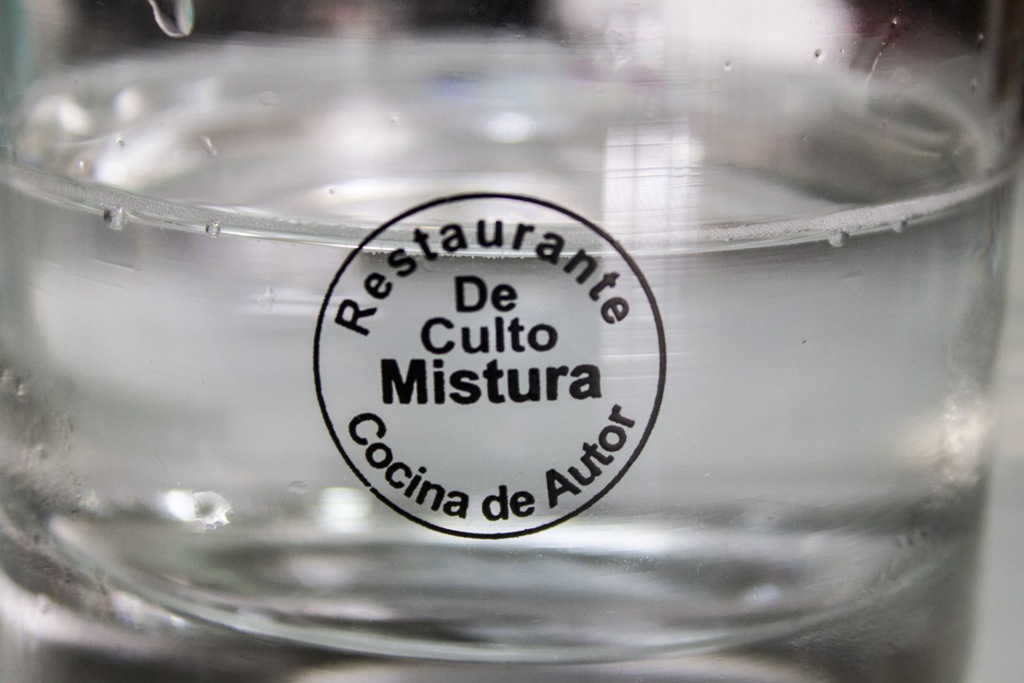 Restaurante
De
Culto
Mistura
Cocina de Autor